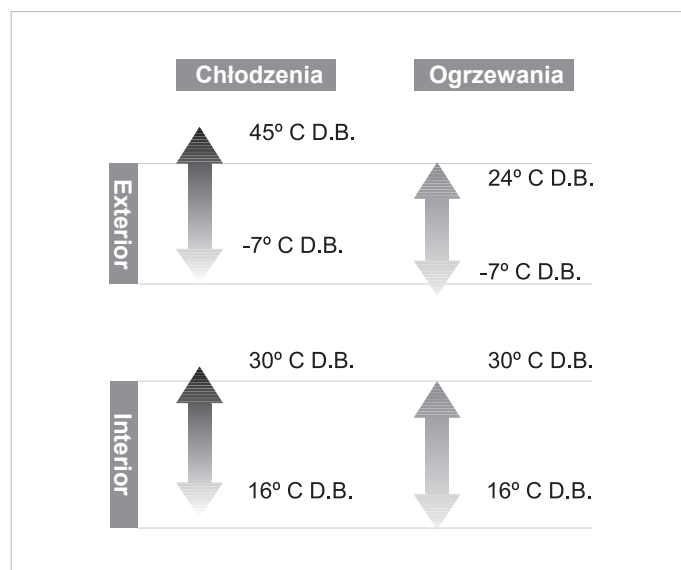 Chłodzenia
Ogrzewania
Exterior
45º C D.B.
24º C D.B.
-7º C D.B.
-7º C D.B.
Interior
30º C D.B.
30º C D.B.
16º C D.B.
16º C D.B.